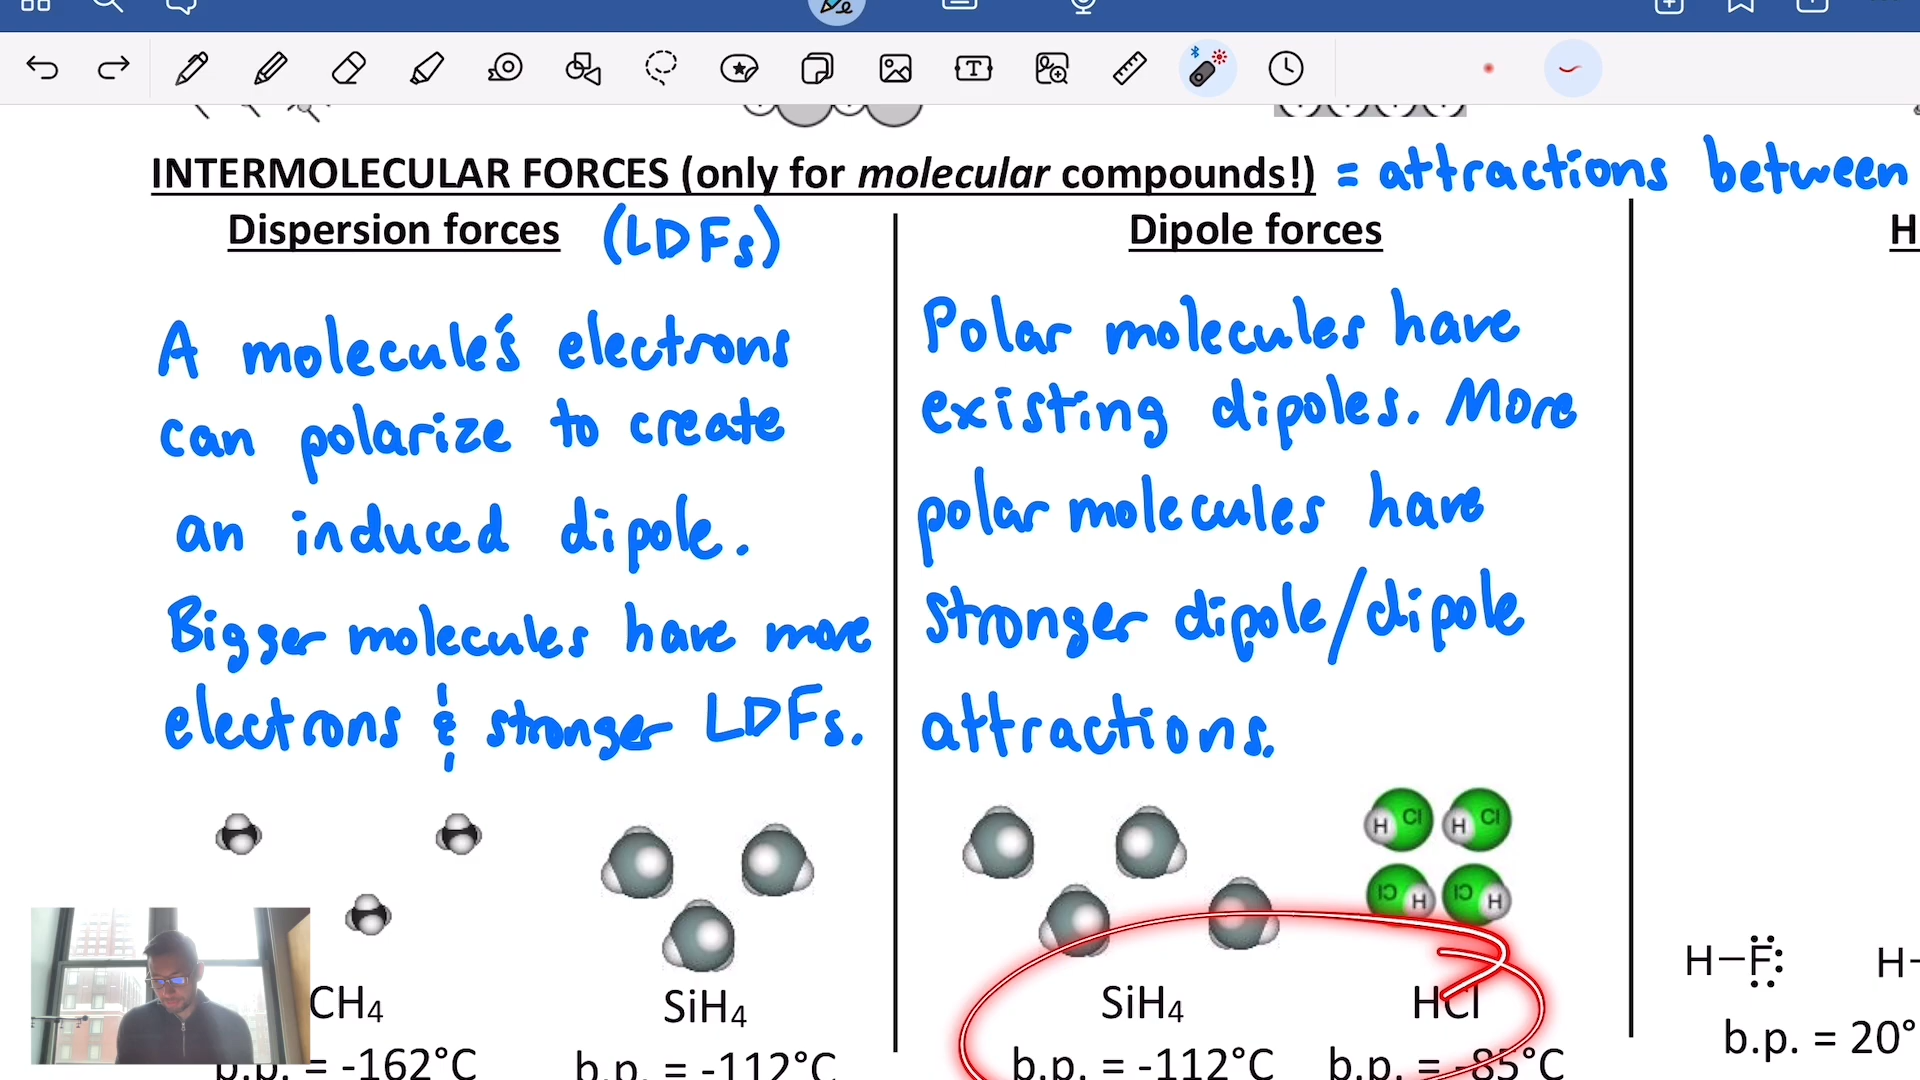 INTERMOLECULAR FORCES (only for molecular compounds!) = attractions between
Dispersion forces (LDFs)
A molecule's electrons
can polarize to create
an induced dipole.
Bigger molecules have more
electrons & stronger LDFs.
CH₄ SiH₄
b.p. = -162°C b.p. = -112°C
Dipole forces
Polar molecules have
existing dipoles. More
polar molecules have
stronger dipole/dipole
attractions.
H Cl H Cl
Cl H Cl H
SiH₄ HCl
b.p. = -112°C b.p. = -85°C
H
H–F H–
b.p. = 20°